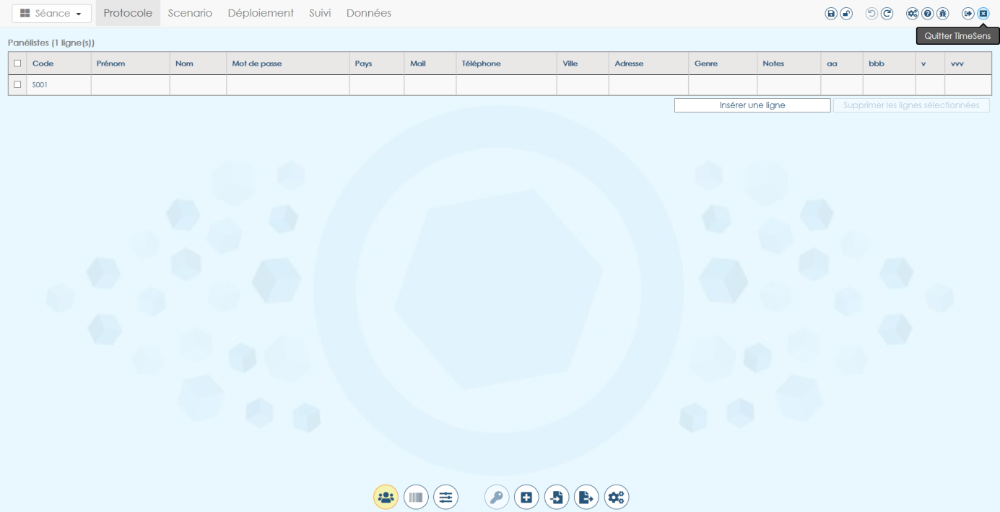 Séance Protocole Scenario Déploiement Suivi Données
Quitter TimeSens
Panélistes (1 ligne(s))
Code Prénom Nom Mot de passe Pays Mail Téléphone Ville Adresse Genre Notes aa bbb v vvv
S001
Insérer une ligne Supprimer les lignes sélectionnées